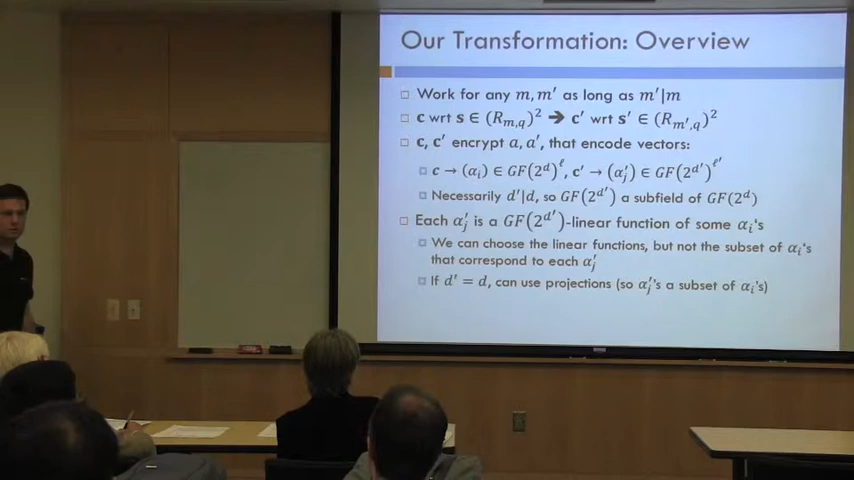 Our Transformation: Overview
Work for any m, m′ as long as m′|m
c wrt s ∈ (R_{m,q})^2 → c′ wrt s′ ∈ (R_{m′,q})^2
c, c′ encrypt a, a′, that encode vectors:
c → (α_i) ∈ GF(2^d)^ℓ, c′ → (α′_j) ∈ GF(2^{d′})^{ℓ′}
Necessarily d′|d, so GF(2^{d′}) a subfield of GF(2^d)
Each α′_j is a GF(2^{d′})-linear function of some α_i's
We can choose the linear functions, but not the subset of α_i's
that correspond to each α′_j
If d′ = d, can use projections (so α′_j's a subset of α_i's)